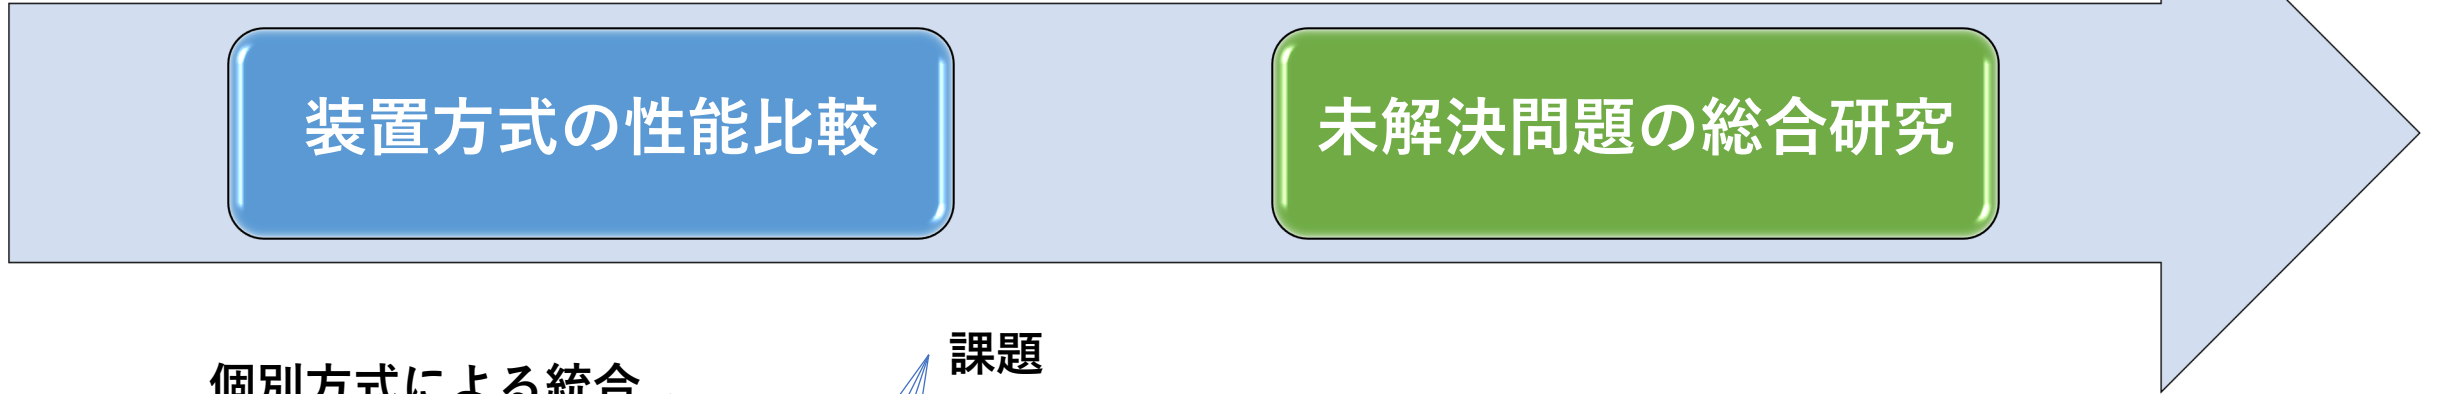 装置方式の性能比較
未解決問題の総合研究
課題
個別方式による統合